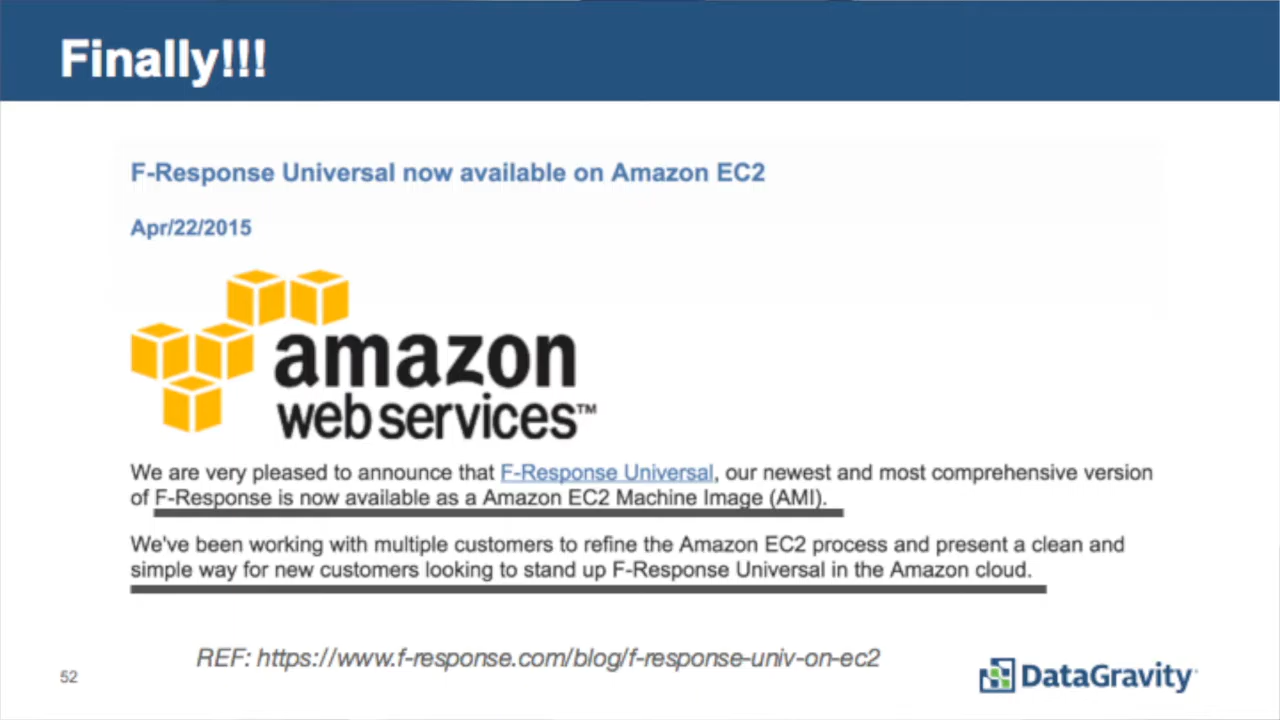 Finally!!!
F-Response Universal now available on Amazon EC2
Apr/22/2015
amazon
web services™
We are very pleased to announce that F-Response Universal, our newest and most comprehensive version
of F-Response is now available as a Amazon EC2 Machine Image (AMI).
We've been working with multiple customers to refine the Amazon EC2 process and present a clean and
simple way for new customers looking to stand up F-Response Universal in the Amazon cloud.
REF: https://www.f-response.com/blog/f-response-univ-on-ec2
52
DataGravity